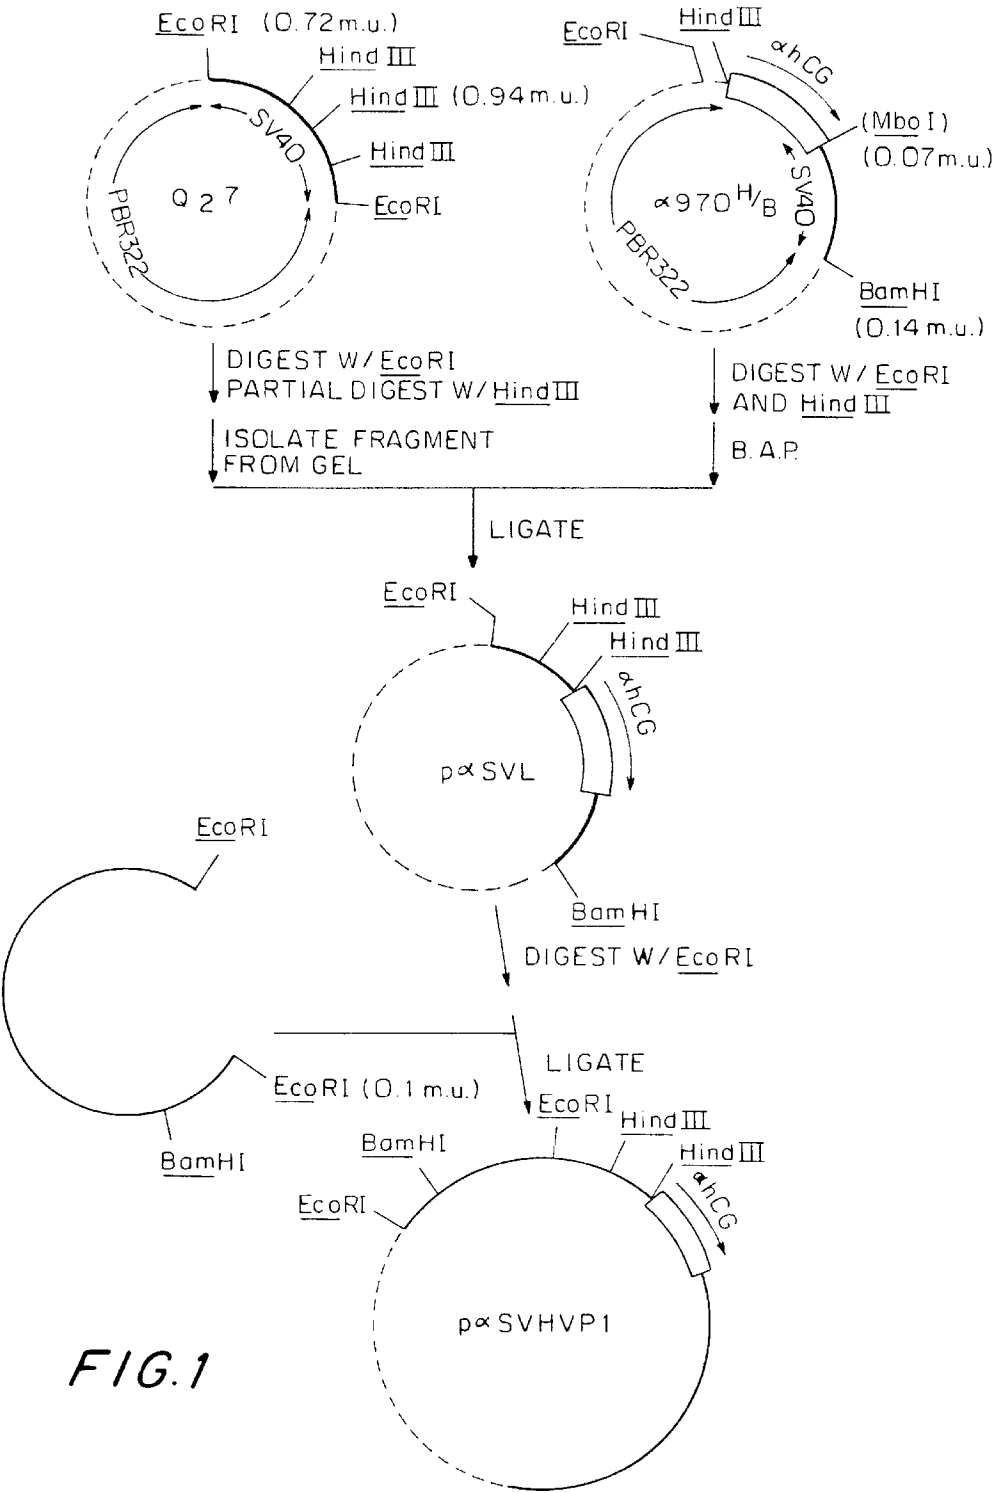 EcoRI (0.72m.u.)
Hind III
Hind III (0.94m.u.)
Hind III
EcoRI
SV40
PBR322
Q27
Hind III
EcoRI
αhCG
(Mbo I)
(0.07m.u.)
SV40
α970 H/B
PBR322
BamHI
(0.14 m.u.)
DIGEST W/EcoRI
PARTIAL DIGEST W/Hind III
ISOLATE FRAGMENT
FROM GEL
DIGEST W/EcoRI
AND Hind III
B.A.P.
LIGATE
EcoRI
Hind III
Hind III
αhCG
pαSVL
BamHI
EcoRI
DIGEST W/EcoRI
EcoRI (0.1 m.u.)
BamHI
LIGATE
EcoRI
Hind III
Hind III
αhCG
BamHI
EcoRI
pαSVHVP1
FIG.1